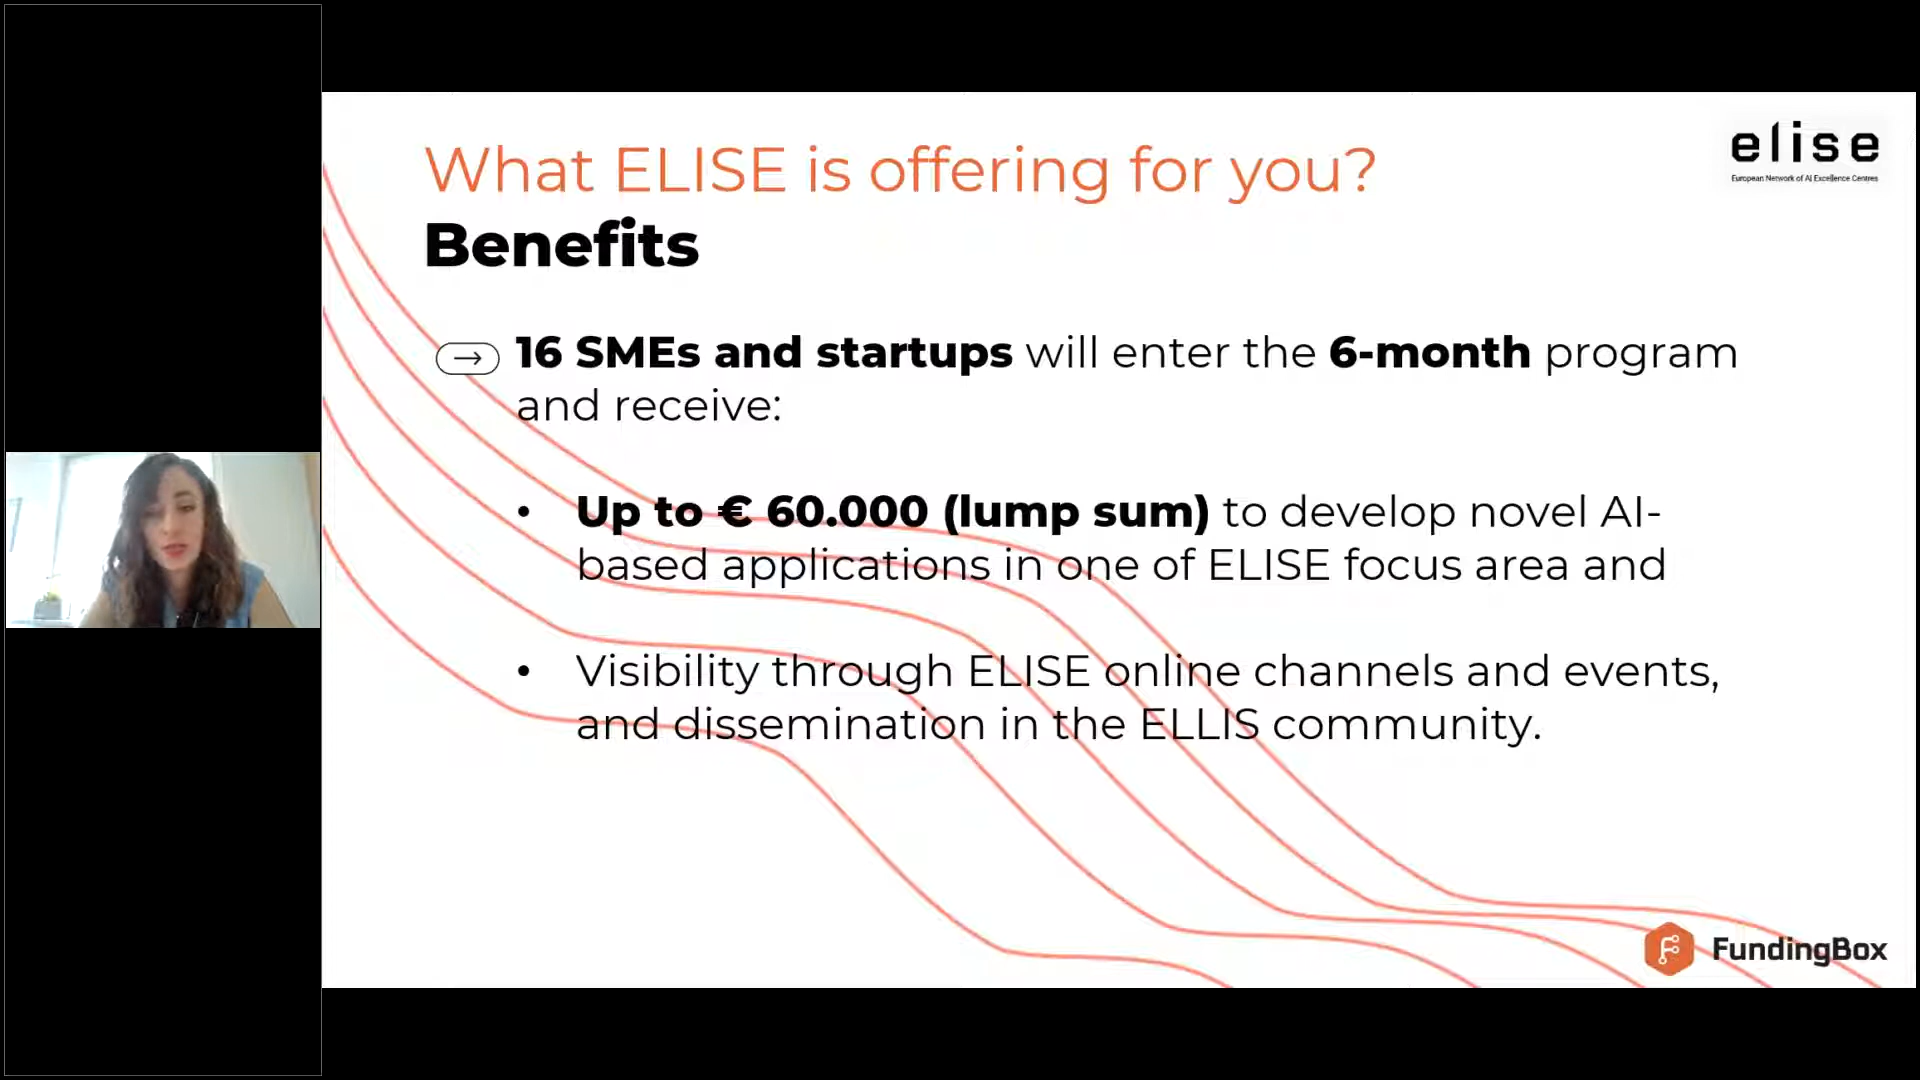 What ELISE is offering for you?
Benefits
elise
European Network of AI Excellence Centres
→ 16 SMEs and startups will enter the 6-month program
and receive:
• Up to € 60.000 (lump sum) to develop novel AI-
based applications in one of ELISE focus area and
• Visibility through ELISE online channels and events,
and dissemination in the ELLIS community.
FundingBox